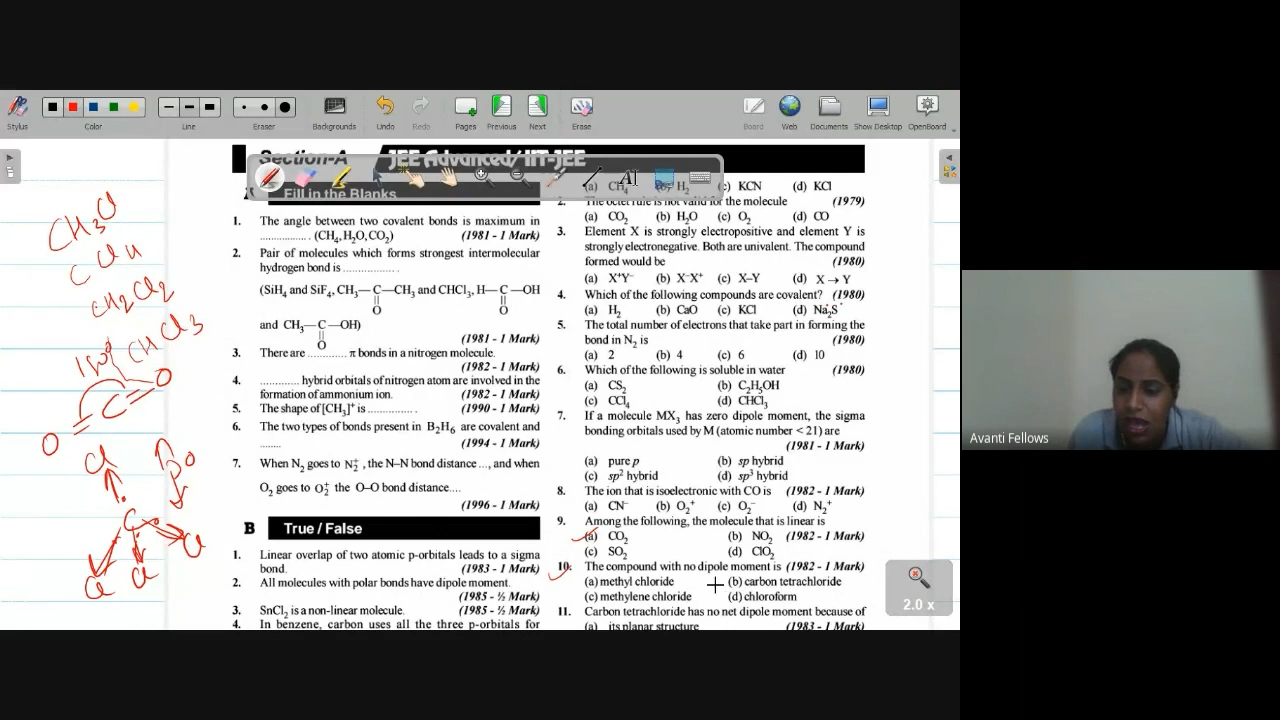 Stylus
Color
Line
Eraser
Backgrounds
Undo
Redo
Pages
Previous
Next
Erase
Board
Web
Documents
Show Desktop
OpenBoard
Section-A JEE Advanced/ IIT-JEE
Fill in the Blanks
1. The angle between two covalent bonds is maximum in
................ . (CH4, H2O, CO2) (1981 - 1 Mark)
2. Pair of molecules which forms strongest intermolecular
hydrogen bond is ................ .
(SiH4 and SiF4, CH3—C—CH3 and CHCl3, H—C—OH
O O
and CH3—C—OH)
O (1981 - 1 Mark)
3. There are ............ π bonds in a nitrogen molecule.
(1982 - 1 Mark)
4. ............ hybrid orbitals of nitrogen atom are involved in the
formation of ammonium ion. (1982 - 1 Mark)
5. The shape of [CH3]+ is ............. . (1990 - 1 Mark)
6. The two types of bonds present in B2H6 are covalent and
........ (1994 - 1 Mark)
7. When N2 goes to N2+, the N–N bond distance ..., and when
O2 goes to O2+ the O–O bond distance....
(1996 - 1 Mark)
B True / False
1. Linear overlap of two atomic p-orbitals leads to a sigma
bond. (1983 - 1 Mark)
2. All molecules with polar bonds have dipole moment.
(1985 - ½ Mark)
3. SnCl2 is a non-linear molecule. (1985 - ½ Mark)
4. In benzene, carbon uses all the three p-orbitals for
(a) CH4 (b) H2 (c) KCN (d) KCl
2. The octet rule is not valid for the molecule (1979)
(a) CO2 (b) H2O (c) O2 (d) CO
3. Element X is strongly electropositive and element Y is
strongly electronegative. Both are univalent. The compound
formed would be (1980)
(a) X+Y– (b) X–X+ (c) X–Y (d) X → Y
4. Which of the following compounds are covalent? (1980)
(a) H2 (b) CaO (c) KCl (d) Na2S
5. The total number of electrons that take part in forming the
bond in N2 is (1980)
(a) 2 (b) 4 (c) 6 (d) 10
6. Which of the following is soluble in water (1980)
(a) CS2 (b) C2H5OH
(c) CCl4 (d) CHCl3
7. If a molecule MX3 has zero dipole moment, the sigma
bonding orbitals used by M (atomic number < 21) are
(1981 - 1 Mark)
(a) pure p (b) sp hybrid
(c) sp2 hybrid (d) sp3 hybrid
8. The ion that is isoelectronic with CO is (1982 - 1 Mark)
(a) CN– (b) O2+ (c) O2– (d) N2+
9. Among the following, the molecule that is linear is
(a) CO2 (b) NO2 (1982 - 1 Mark)
(c) SO2 (d) ClO2
10. The compound with no dipole moment is (1982 - 1 Mark)
(a) methyl chloride (b) carbon tetrachloride
(c) methylene chloride (d) chloroform
11. Carbon tetrachloride has no net dipole moment because of
(a) its planar structure (1983 - 1 Mark)
CH3Cl
CCl4
CH2Cl2
CHCl3
180°
O C O
Cl
C
Cl Cl Cl
2.0 x
Avanti Fellows